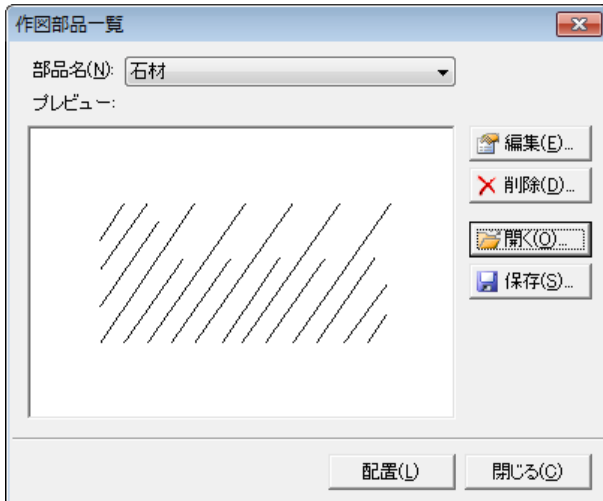 作図部品一覧
部品名(N): 石材
プレビュー:
編集(E)...
削除(D)...
開く(O)...
保存(S)...
配置(L)
閉じる(C)